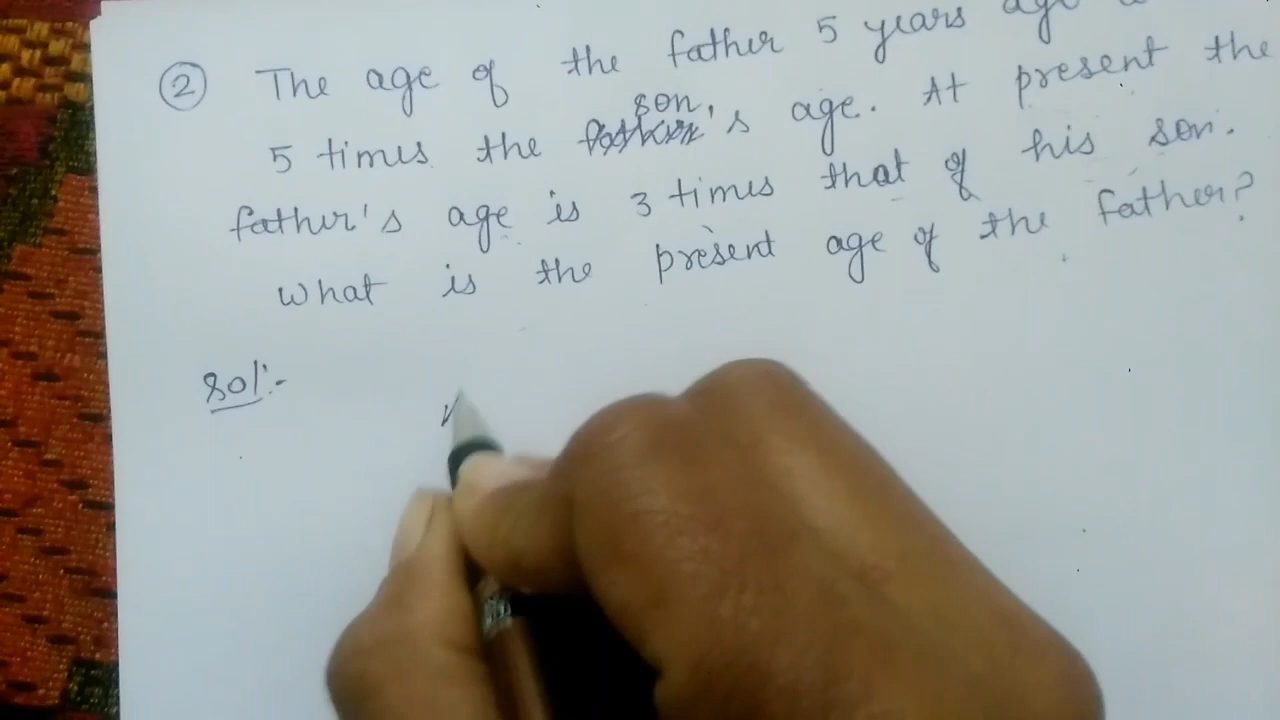 ② The age of the father 5 years ago
5 times the son's age. At present the
father's age is 3 times that of his son.
What is the present age of the father?
Sol:-